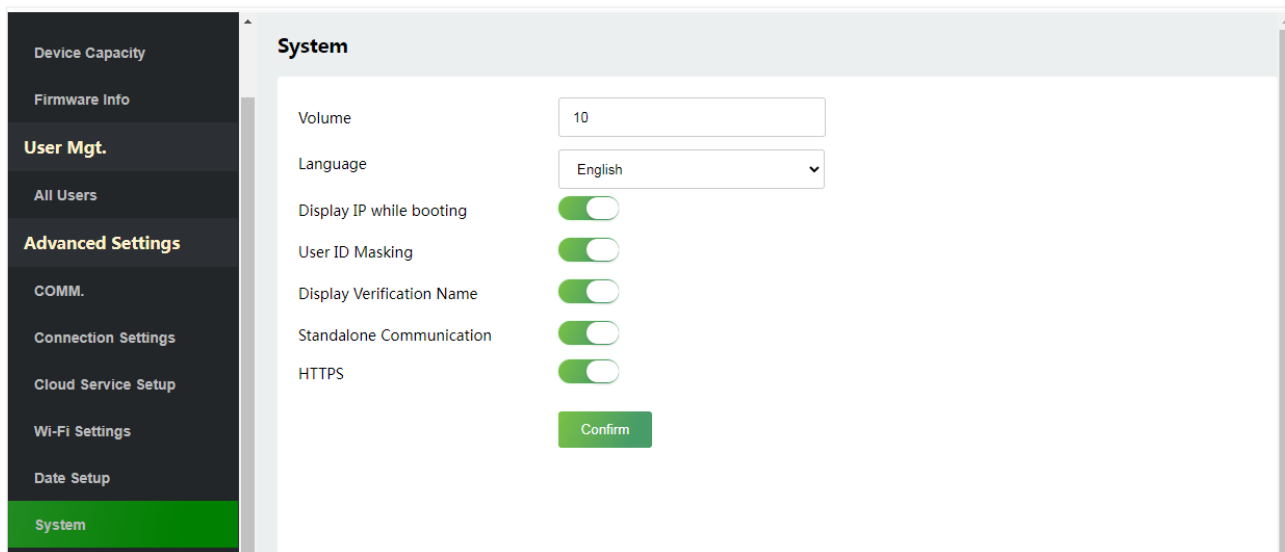 Device Capacity
Firmware Info
User Mgt.
All Users
Advanced Settings
COMM.
Connection Settings
Cloud Service Setup
Wi-Fi Settings
Date Setup
System
System
Volume
10
Language
English
Display IP while booting
User ID Masking
Display Verification Name
Standalone Communication
HTTPS
Confirm